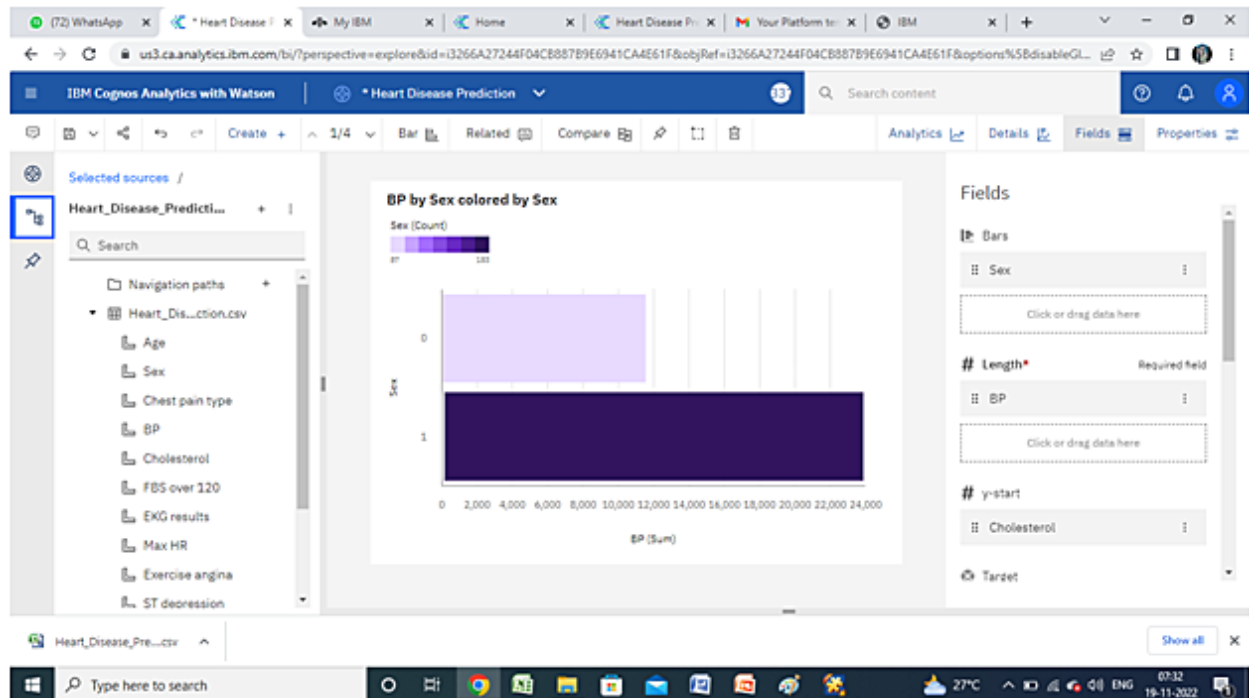 (72) WhatsApp
* Heart Disease P
My IBM
Home
Heart Disease Pr
Your Platform te
IBM
us3.ca.analytics.ibm.com/bi/?perspective=explore&id=i3266A27244F04CB887B9E6941CA4E61F&objRef=i3266A27244F04CB887B9E6941CA4E61F&options%5BdisableGl...
IBM Cognos Analytics with Watson
* Heart Disease Prediction
Search content
Create +
1/4
Bar
Related
Compare
Analytics
Details
Fields
Properties
Selected sources /
Heart_Disease_Predicti...
Search
Navigation paths
Heart_Dis...ction.csv
Age
Sex
Chest pain type
BP
Cholesterol
FBS over 120
EKG results
Max HR
Exercise angina
ST depression
BP by Sex colored by Sex
Sex (Count)
87 183
0
Sex
1
0 2,000 4,000 6,000 8,000 10,000 12,000 14,000 16,000 18,000 20,000 22,000 24,000
BP (Sum)
Fields
Bars
Sex
Click or drag data here
# Length* Required field
BP
Click or drag data here
# y-start
Cholesterol
Target
Heart_Disease_Pre....csv
Show all
Type here to search
27°C
ENG
07:32
19-11-2022